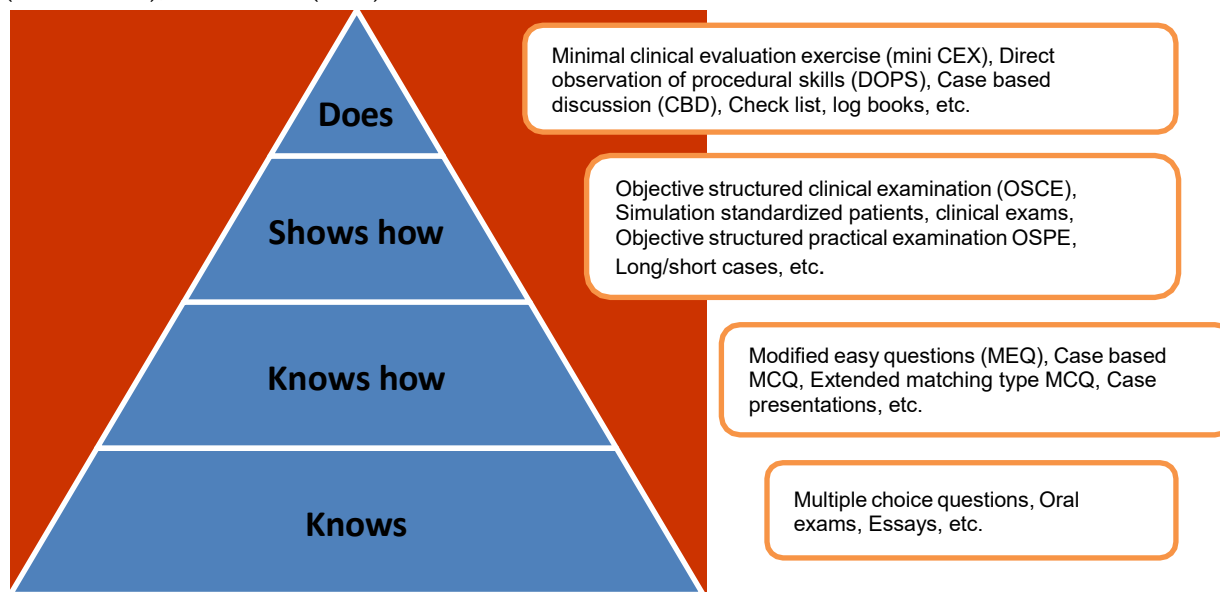 Does
Minimal clinical evaluation exercise (mini CEX), Direct
observation of procedural skills (DOPS), Case based
discussion (CBD), Check list, log books, etc.
Shows how
Objective structured clinical examination (OSCE),
Simulation standardized patients, clinical exams,
Objective structured practical examination OSPE,
Long/short cases, etc.
Knows how
Modified easy questions (MEQ), Case based
MCQ, Extended matching type MCQ, Case
presentations, etc.
Knows
Multiple choice questions, Oral
exams, Essays, etc.